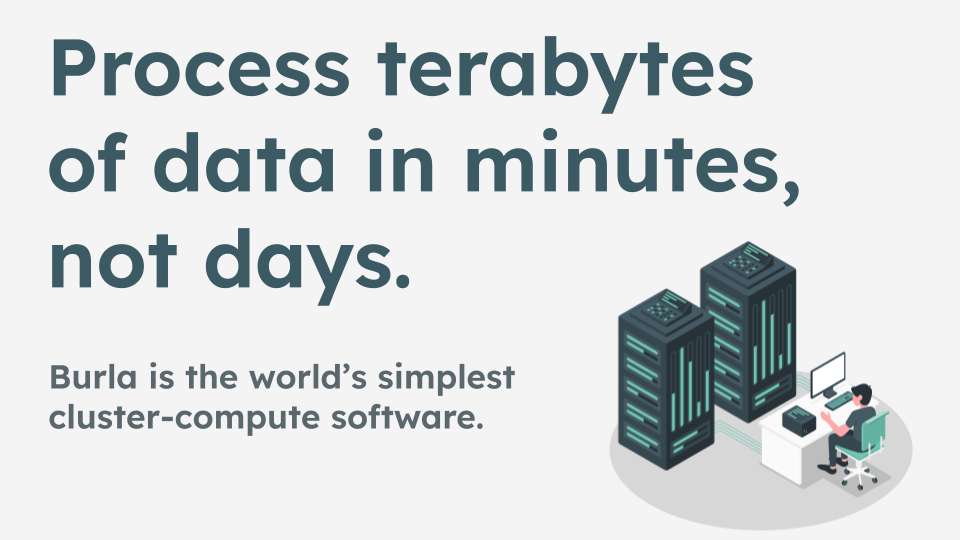 Process terabytes
of data in minutes,
not days.
Burla is the world’s simplest
cluster-compute software.